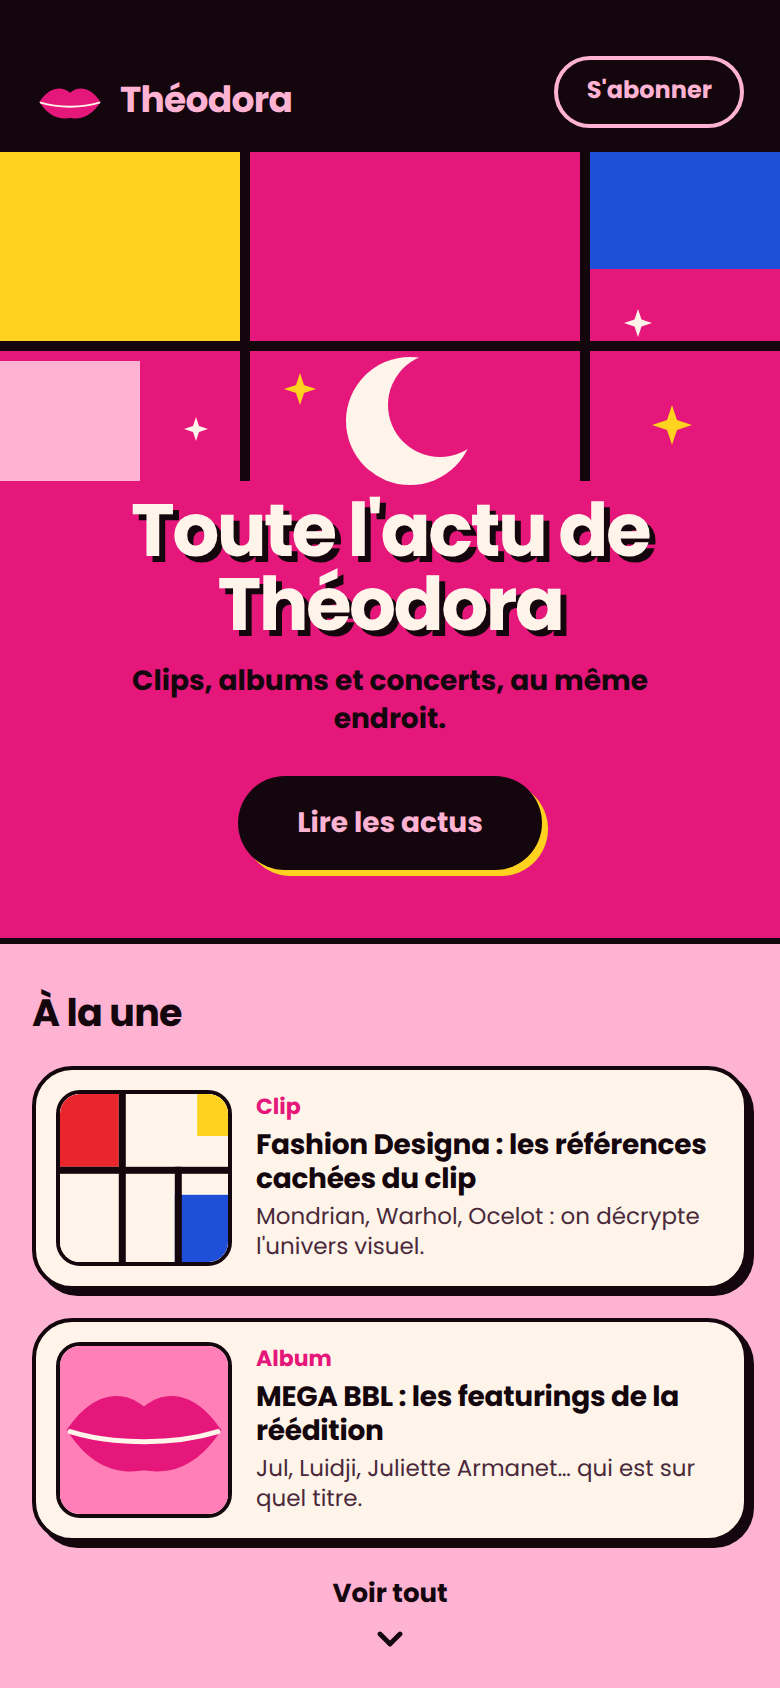 Théodora
S'abonner
Toute l'actu de
Théodora
Clips, albums et concerts, au même
endroit.
Lire les actus
À la une
Clip
Fashion Designa : les références
cachées du clip
Mondrian, Warhol, Ocelot : on décrypte
l'univers visuel.
Album
MEGA BBL : les featurings de la
réédition
Jul, Luidji, Juliette Armanet... qui est sur
quel titre.
Voir tout